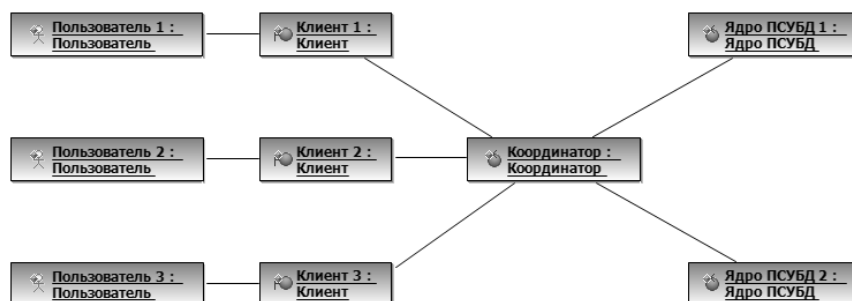 Пользователь 1 :
Пользователь
Клиент 1 :
Клиент
Ядро ПСУБД 1 :
Ядро ПСУБД
Пользователь 2 :
Пользователь
Клиент 2 :
Клиент
Координатор :
Координатор
Пользователь 3 :
Пользователь
Клиент 3 :
Клиент
Ядро ПСУБД 2 :
Ядро ПСУБД